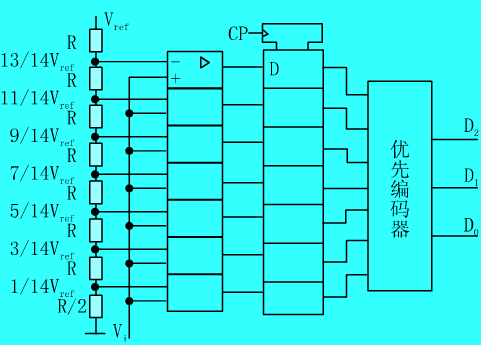 V_ref
R
CP
13/14V_ref
−
▷
D
R
+
11/14V_ref
R
9/14V_ref
R
7/14V_ref
R
5/14V_ref
R
3/14V_ref
R
1/14V_ref
R/2
V_i
优先编码器
D_2
D_1
D_0